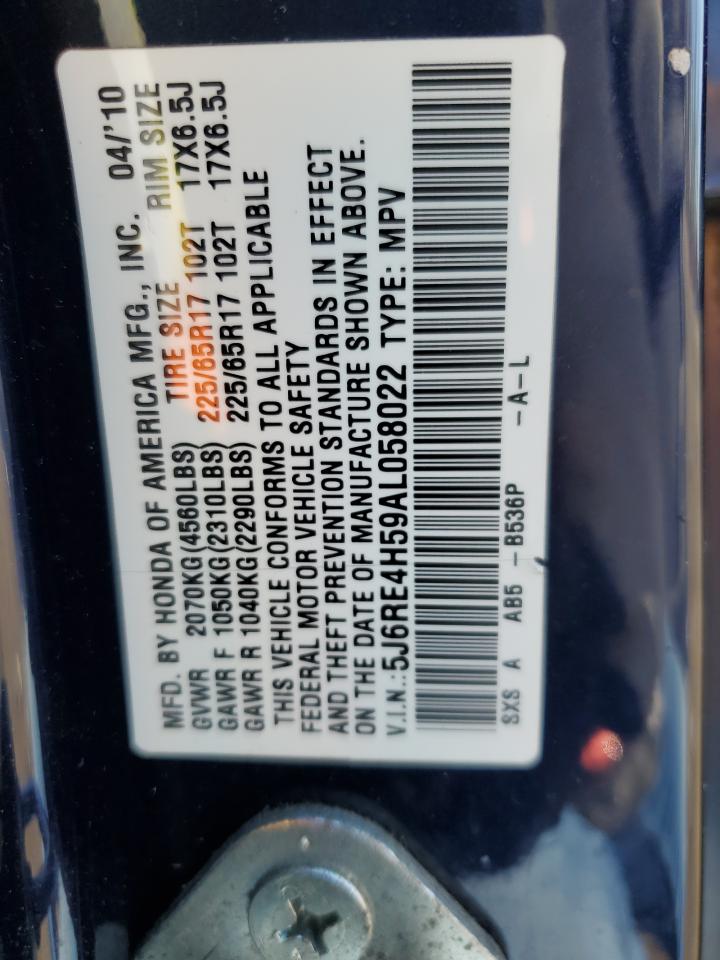 MFD. BY HONDA OF AMERICA MFG., INC. 04/'10
GVWR 2070KG(4560LBS) TIRE SIZE RIM SIZE
GAWR F 1050KG(2310LBS) 225/65R17 102T 17X6.5J
GAWR R 1040KG(2290LBS) 225/65R17 102T 17X6.5J
THIS VEHICLE CONFORMS TO ALL APPLICABLE
FEDERAL MOTOR VEHICLE SAFETY
AND THEFT PREVENTION STANDARDS IN EFFECT
ON THE DATE OF MANUFACTURE SHOWN ABOVE.
V.I.N.:5J6RE4H59AL058022 TYPE: MPV
SXS A AB5 -B536P -A-L